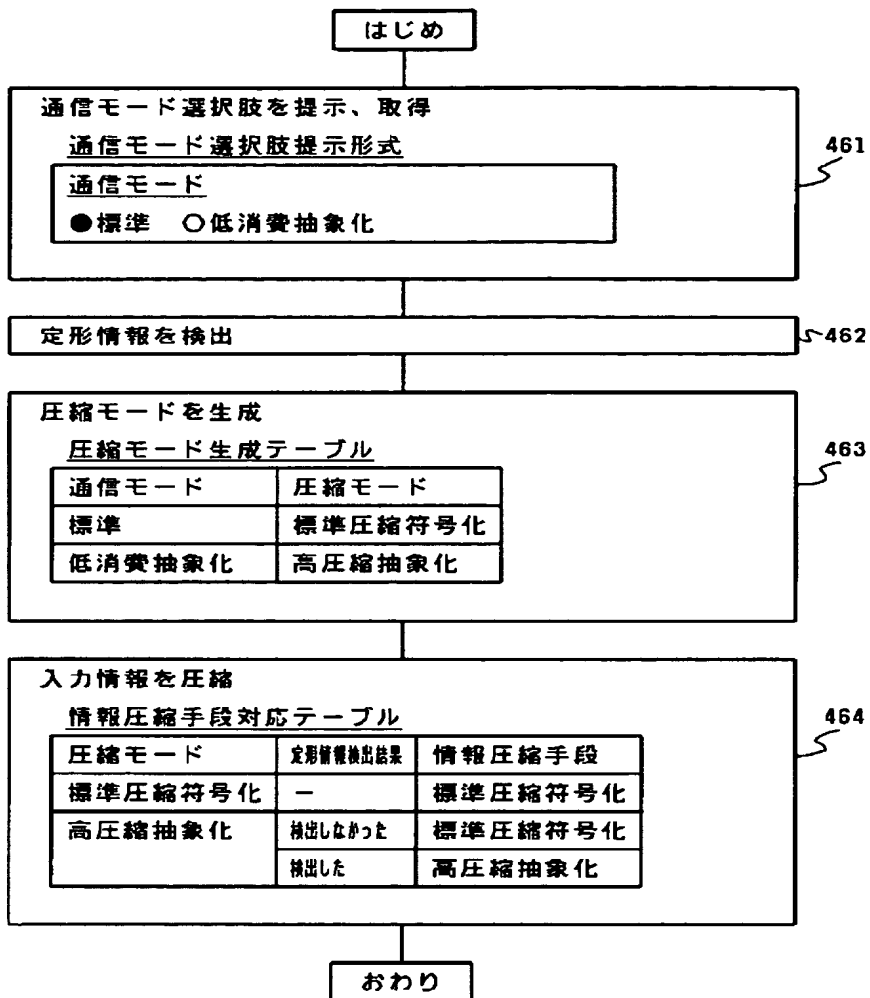 はじめ
通信モード選択肢を提示、取得
通信モード選択肢提示形式
通信モード
●標準 ○低消費抽象化
461
定形情報を検出
462
圧縮モードを生成
圧縮モード生成テーブル
463
通信モード 圧縮モード
標準 標準圧縮符号化
低消費抽象化 高圧縮抽象化
入力情報を圧縮
情報圧縮手段対応テーブル
464
圧縮モード 定形情報検出結果 情報圧縮手段
標準圧縮符号化 － 標準圧縮符号化
高圧縮抽象化 検出しなかった 標準圧縮符号化
検出した 高圧縮抽象化
おわり